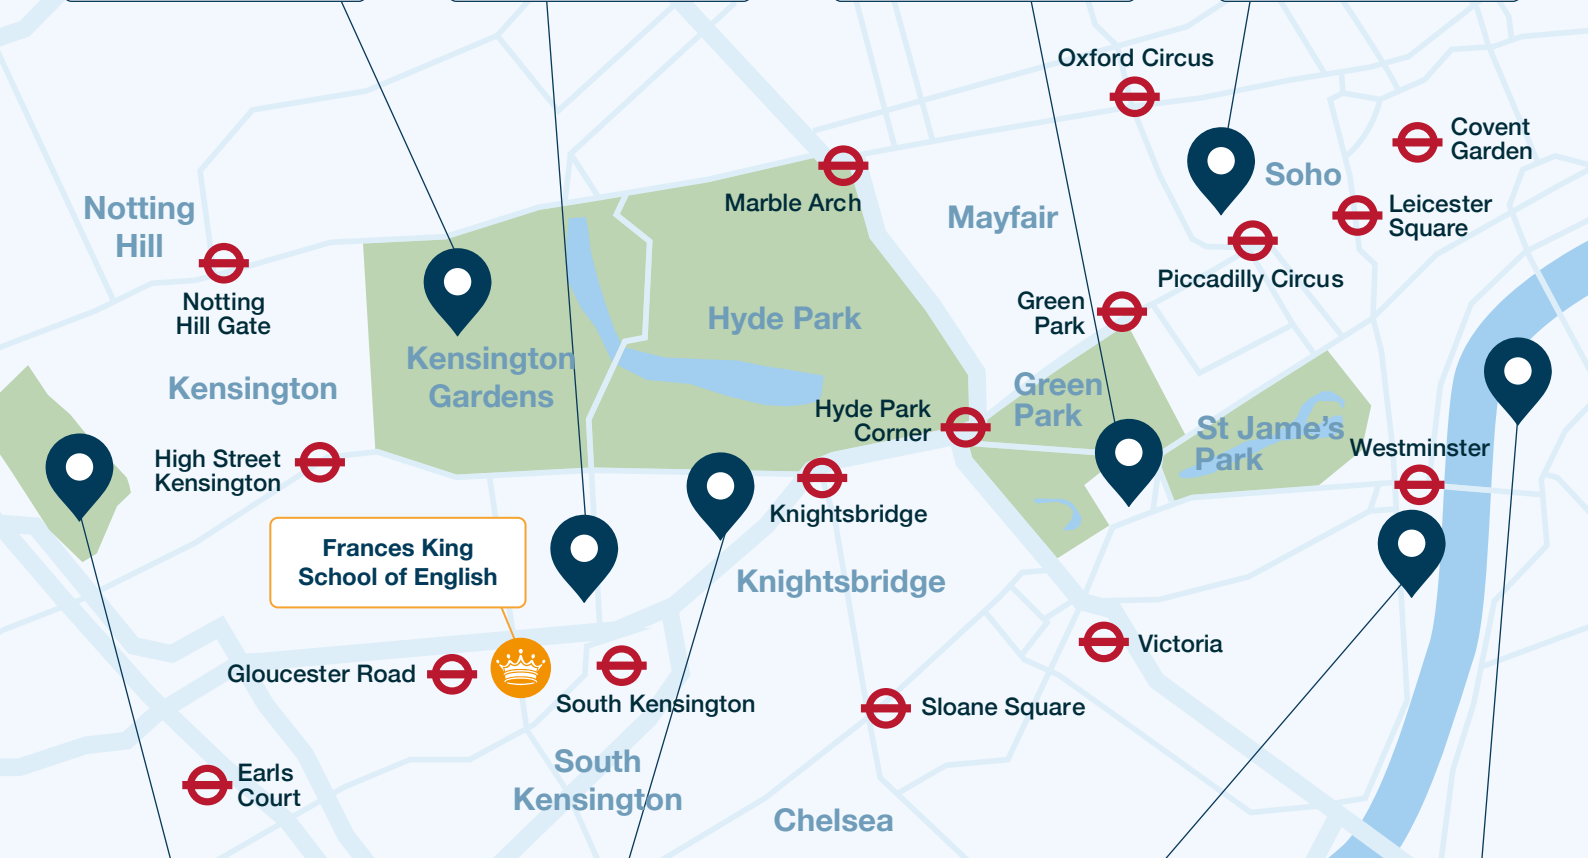 Oxford Circus
Covent
Garden
Soho
Marble Arch
Mayfair
Leicester
Square
Notting
Hill
Piccadilly Circus
Notting
Hill Gate
Green
Park
Hyde Park
Kensington
Gardens
Kensington
Green
Park
Hyde Park
Corner
St Jame's
Park
Westminster
High Street
Kensington
Knightsbridge
Frances King
School of English
Knightsbridge
Victoria
Gloucester Road
South Kensington
Sloane Square
South
Kensington
Earls
Court
Chelsea